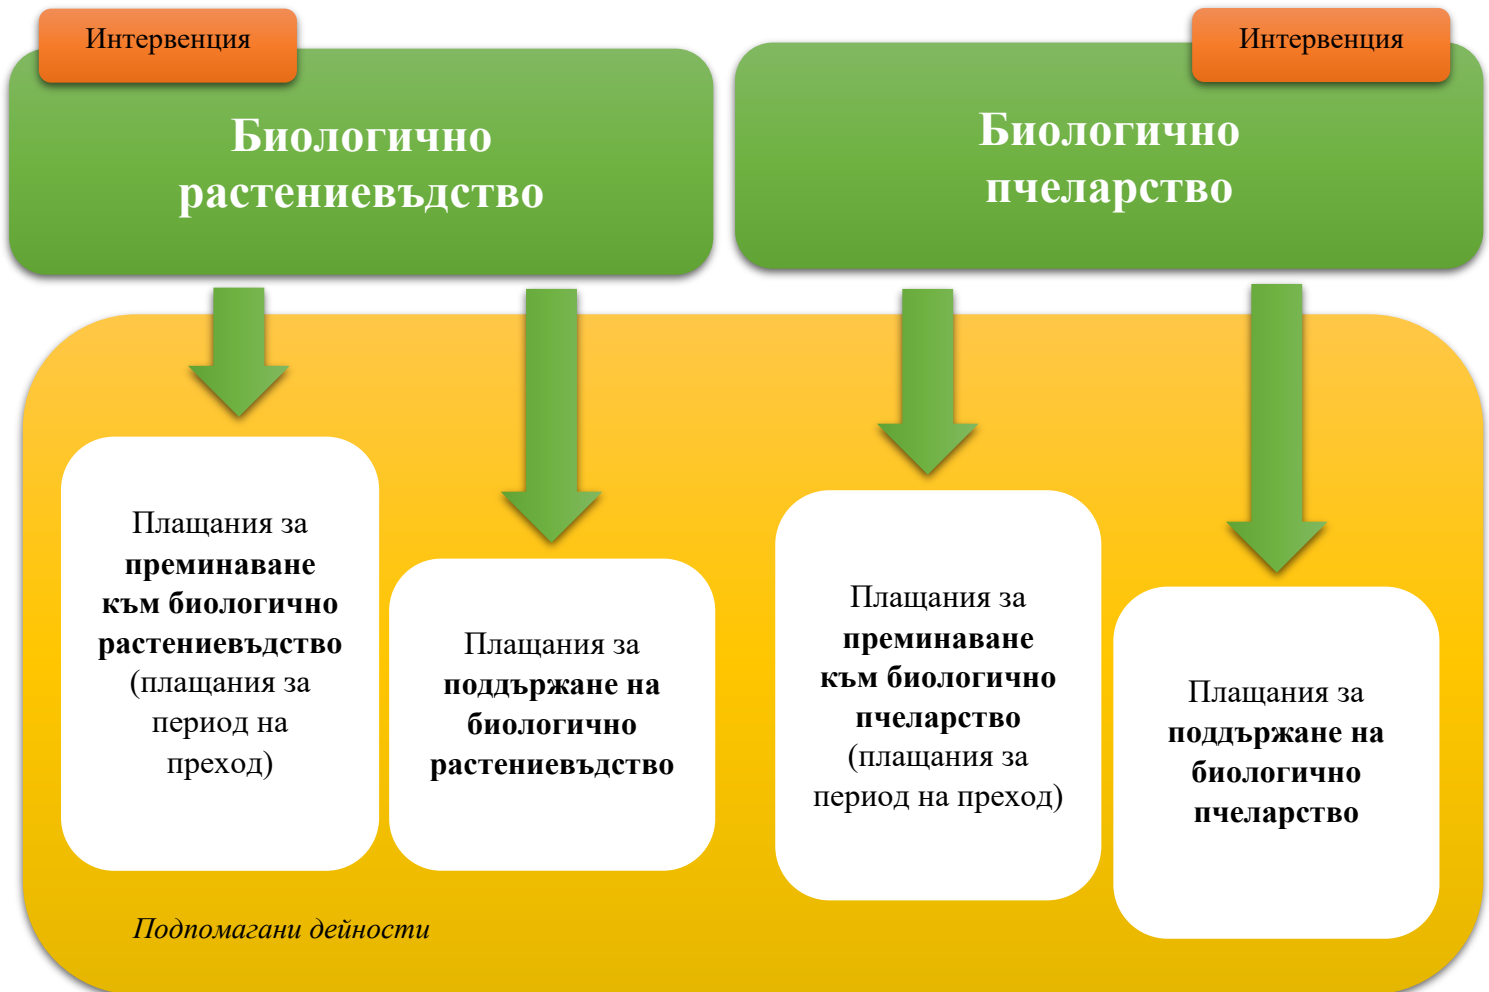 Интервенция
Биологично
растениевъдство
Интервенция
Биологично
пчеларство
Плащания за
преминаване
към биологично
растениевъдство
(плащания за
период на
преход)
Плащания за
поддържане на
биологично
растениевъдство
Плащания за
преминаване
към биологично
пчеларство
(плащания за
период на преход)
Плащания за
поддържане на
биологично
пчеларство
Подпомагани дейности